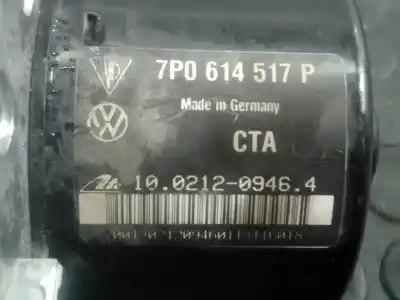 7P0 614 517 P
Made in Germany
CTA
10.0212-0946.4